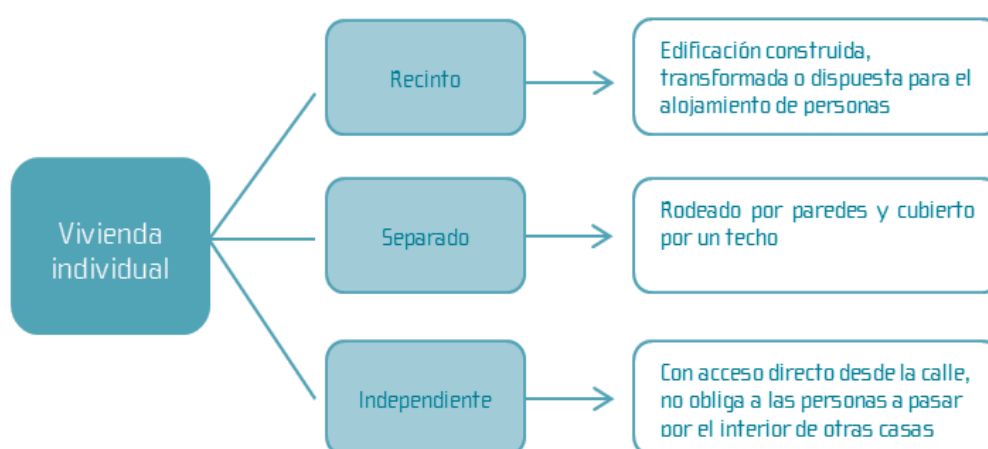 Vivienda
individual
Recinto
Edificación construida,
transformada o dispuesta para el
alojamiento de personas
Separado
Rodeado por paredes y cubierto
por un techo
Independiente
Con acceso directo desde la calle,
no obliga a las personas a pasar
por el interior de otras casas